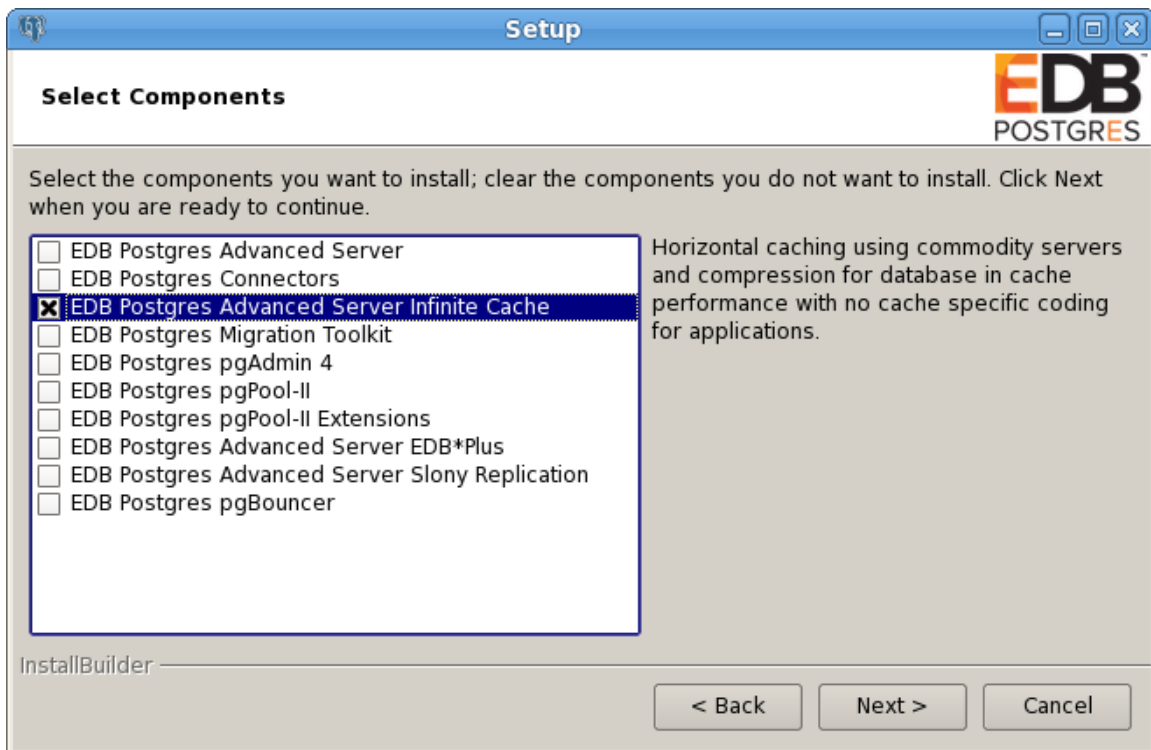 Setup
Select Components
EDB
POSTGRES
Select the components you want to install; clear the components you do not want to install. Click Next
when you are ready to continue.
EDB Postgres Advanced Server
EDB Postgres Connectors
EDB Postgres Advanced Server Infinite Cache
EDB Postgres Migration Toolkit
EDB Postgres pgAdmin 4
EDB Postgres pgPool-II
EDB Postgres pgPool-II Extensions
EDB Postgres Advanced Server EDB*Plus
EDB Postgres Advanced Server Slony Replication
EDB Postgres pgBouncer
Horizontal caching using commodity servers
and compression for database in cache
performance with no cache specific coding
for applications.
InstallBuilder
< Back
Next >
Cancel